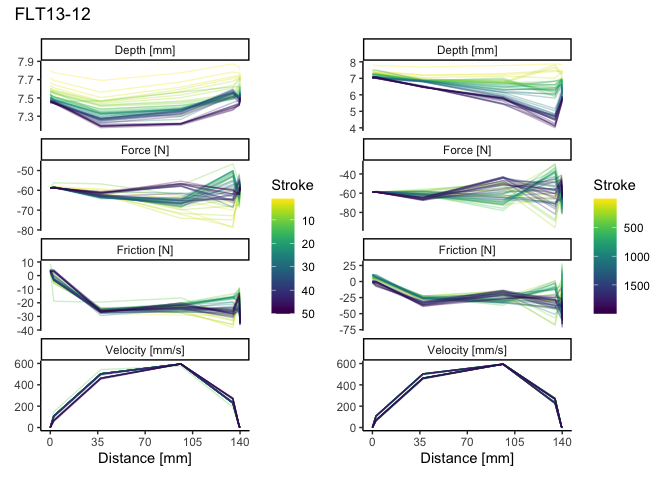 FLT13-12
Depth [mm]
7.9
7.7
7.5
7.3
Force [N]
-50
-60
-70
-80
Friction [N]
10
0
-10
-20
-30
-40
Velocity [mm/s]
600
400
200
0
0 35 70 105 140
Distance [mm]
Stroke
10
20
30
40
50
Depth [mm]
8
7
6
5
4
Force [N]
-40
-60
-80
Friction [N]
25
0
-25
-50
-75
Velocity [mm/s]
600
400
200
0
0 35 70 105 140
Distance [mm]
Stroke
500
1000
1500